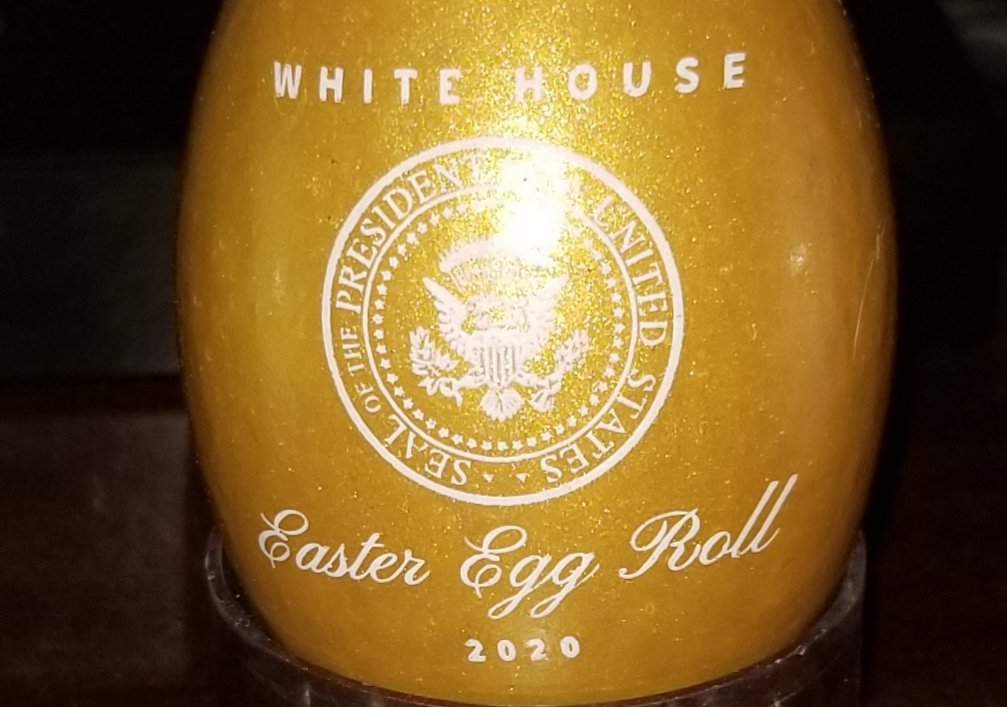 WHITE HOUSE
SEAL OF THE PRESIDENT UNITED STATES
Easter Egg Roll
2020